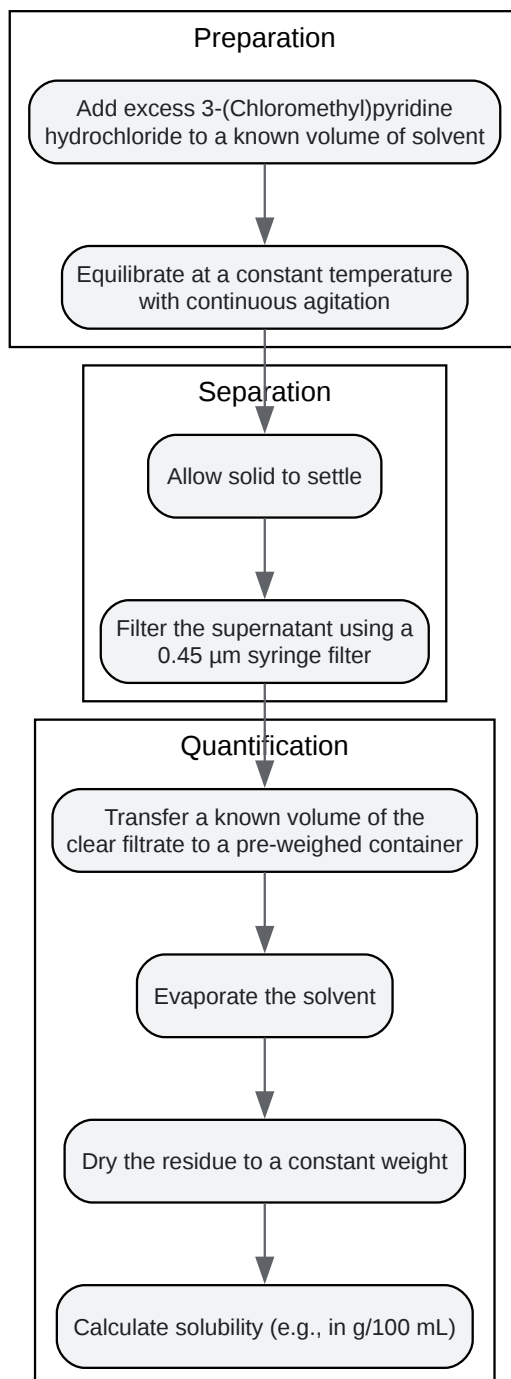 Preparation
Add excess 3-(Chloromethyl)pyridine
hydrochloride to a known volume of solvent
Equilibrate at a constant temperature
with continuous agitation
Separation
Allow solid to settle
Filter the supernatant using a
0.45 µm syringe filter
Quantification
Transfer a known volume of the
clear filtrate to a pre-weighed container
Evaporate the solvent
Dry the residue to a constant weight
Calculate solubility (e.g., in g/100 mL)